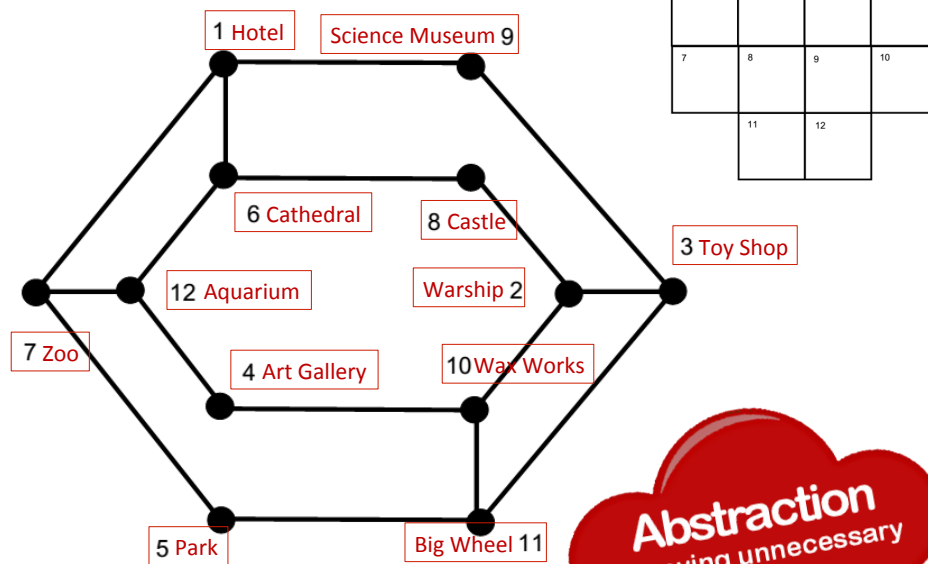 1 Hotel
Science Museum 9
7 8 9 10
11 12
6 Cathedral
8 Castle
3 Toy Shop
12 Aquarium
Warship 2
7 Zoo
4 Art Gallery
10 Wax Works
5 Park
Big Wheel 11
Abstraction
unnecessary